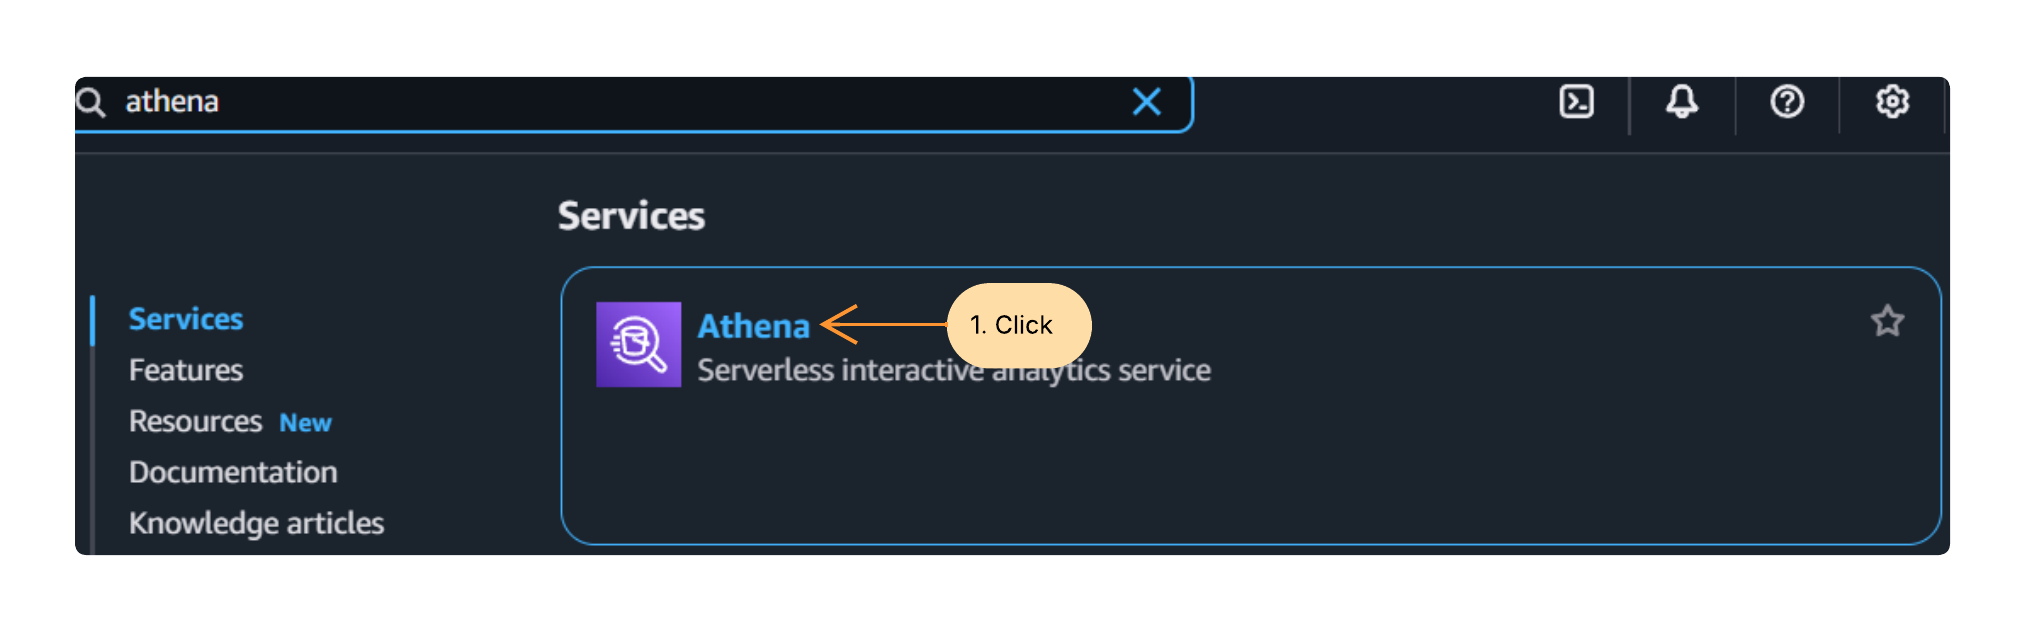 athena
Services
Services
Features
Resources New
Documentation
Knowledge articles
Athena
1. Click
Serverless interactive analytics service